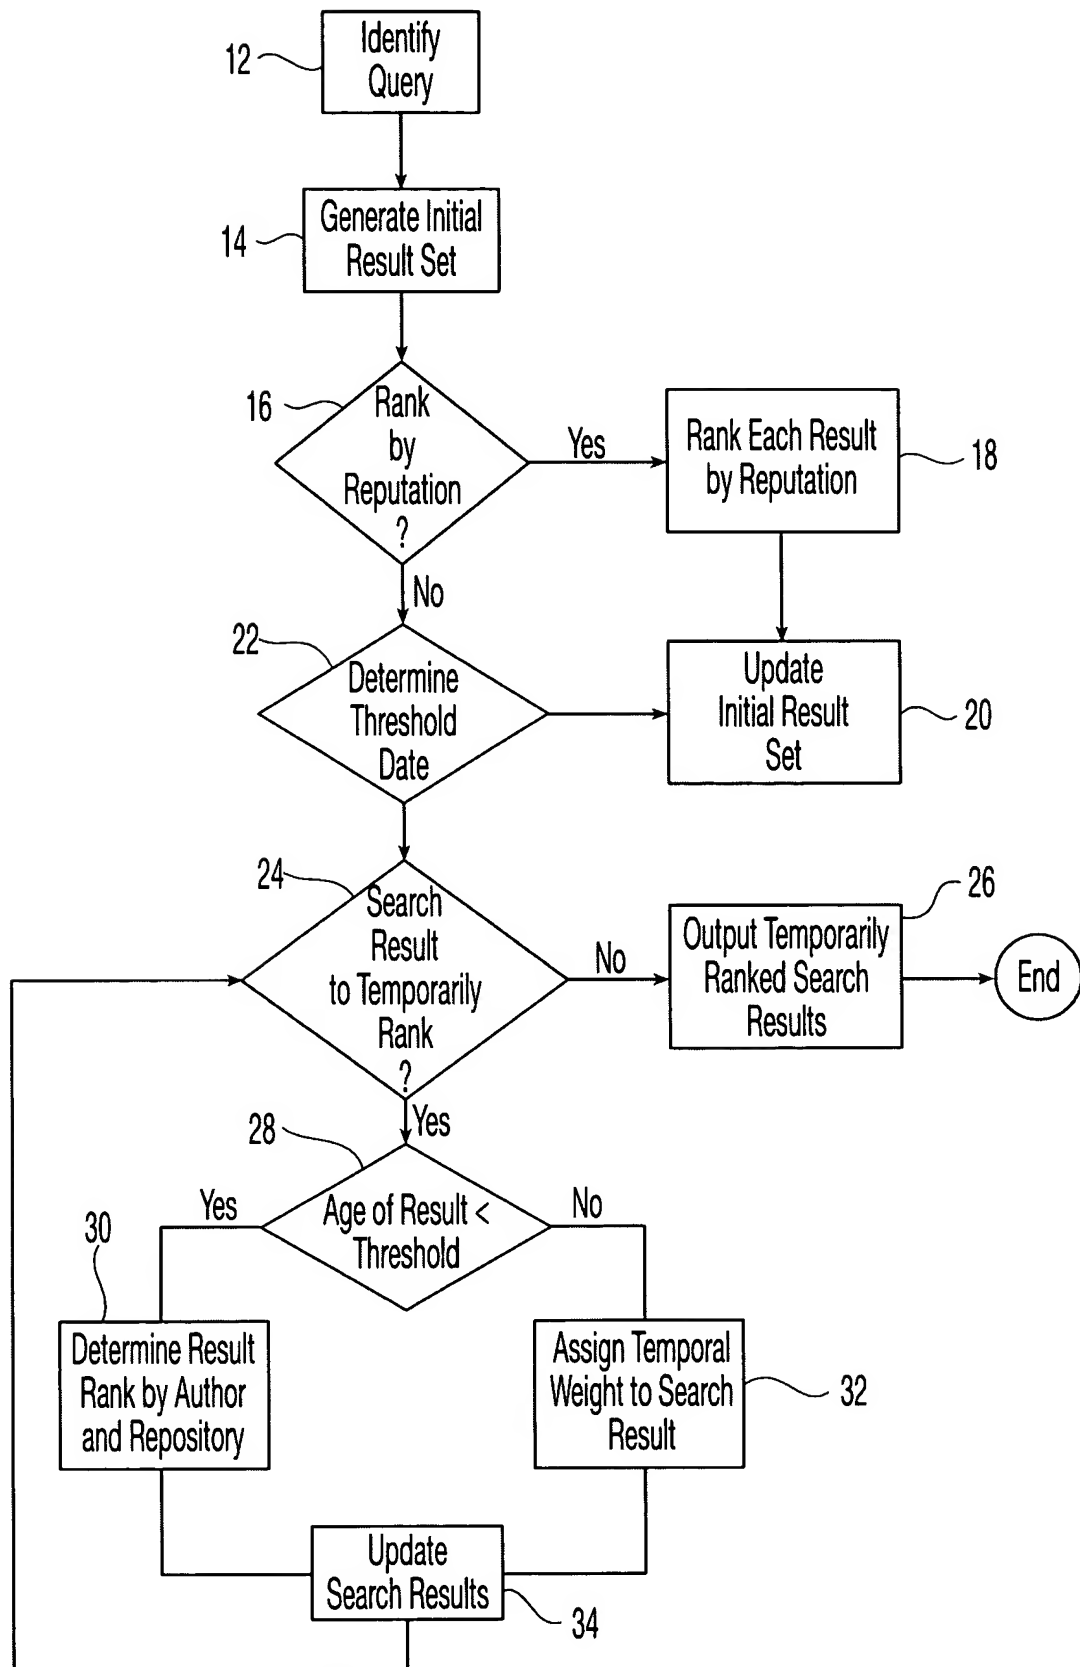 Identify
Query
12
Generate Initial
Result Set
14
16
Rank
by
Reputation
?
Yes
Rank Each Result
by Reputation
18
No
22
Determine
Threshold
Date
Update
Initial Result
Set
20
24
Search
Result
to Temporarily
Rank
?
No
Output Temporarily
Ranked Search
Results
26
End
Yes
28
Age of Result <
Threshold
Yes
No
30
Determine Result
Rank by Author
and Repository
Assign Temporal
Weight to Search
Result
32
Update
Search Results
34